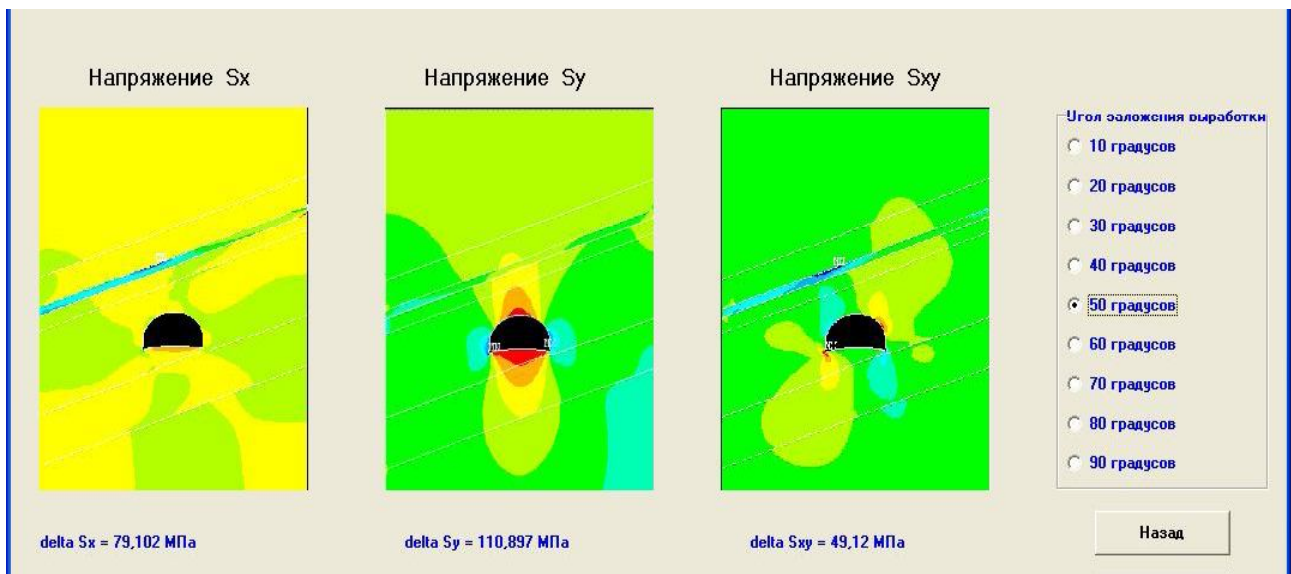 Напряжение Sx
Напряжение Sy
Напряжение Sxy
Угол заложения выработки
10 градусов
20 градусов
30 градусов
40 градусов
50 градусов
60 градусов
70 градусов
80 градусов
90 градусов
delta Sx = 79,102 МПа
delta Sy = 110,897 МПа
delta Sxy = 49,12 МПа
Назад